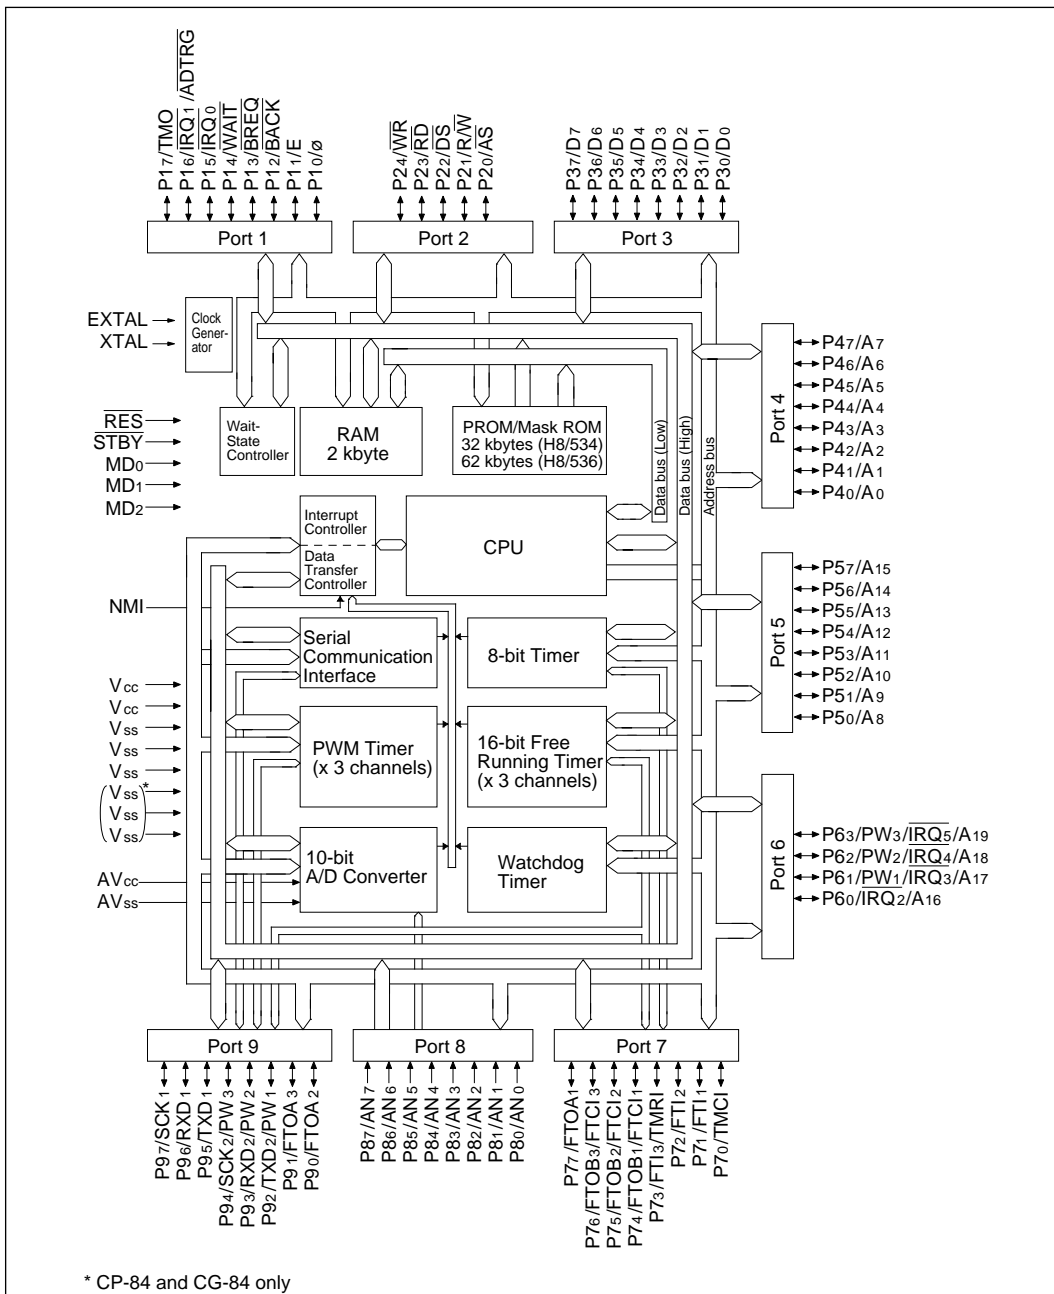 P17/TMO
P16/IRQ1/ADTRG
P15/IRQ0
P14/WAIT
P13/BREQ
P12/BACK
P11/E
P10/ø
P24/WR
P23/RD
P22/DS
P21/R/W
P20/AS
P37/D7
P36/D6
P35/D5
P34/D4
P33/D3
P32/D2
P31/D1
P30/D0
Port 1
Port 2
Port 3
EXTAL
XTAL
Clock
Gener-
ator
RES
STBY
MD0
MD1
MD2
Wait-
State
Controller
RAM
2 kbyte
PROM/Mask ROM
32 kbytes (H8/534)
62 kbytes (H8/536)
Data bus (Low)
Data bus (High)
Address bus
Port 4
P47/A7
P46/A6
P45/A5
P44/A4
P43/A3
P42/A2
P41/A1
P40/A0
Interrupt
Controller
Data
Transfer
Controller
CPU
NMI
Port 5
P57/A15
P56/A14
P55/A13
P54/A12
P53/A11
P52/A10
P51/A9
P50/A8
Serial
Communication
Interface
8-bit Timer
Vcc
Vcc
Vss
Vss
Vss
Vss*
Vss
Vss
PWM Timer
(x 3 channels)
16-bit Free
Running Timer
(x 3 channels)
10-bit
A/D Converter
Watchdog
Timer
AVcc
AVss
Port 6
P63/PW3/IRQ5/A19
P62/PW2/IRQ4/A18
P61/PW1/IRQ3/A17
P60/IRQ2/A16
Port 9
Port 8
Port 7
P97/SCK1
P96/RXD1
P95/TXD1
P94/SCK2/PW3
P93/RXD2/PW2
P92/TXD2/PW1
P91/FTOA3
P90/FTOA2
P87/AN7
P86/AN6
P85/AN5
P84/AN4
P83/AN3
P82/AN2
P81/AN1
P80/AN0
P77/FTOA1
P76/FTOB3/FTCI3
P75/FTOB2/FTCI2
P74/FTOB1/FTCI1
P73/FTI3/TMRI
P72/FTI2
P71/FTI1
P70/TMCI
* CP-84 and CG-84 only